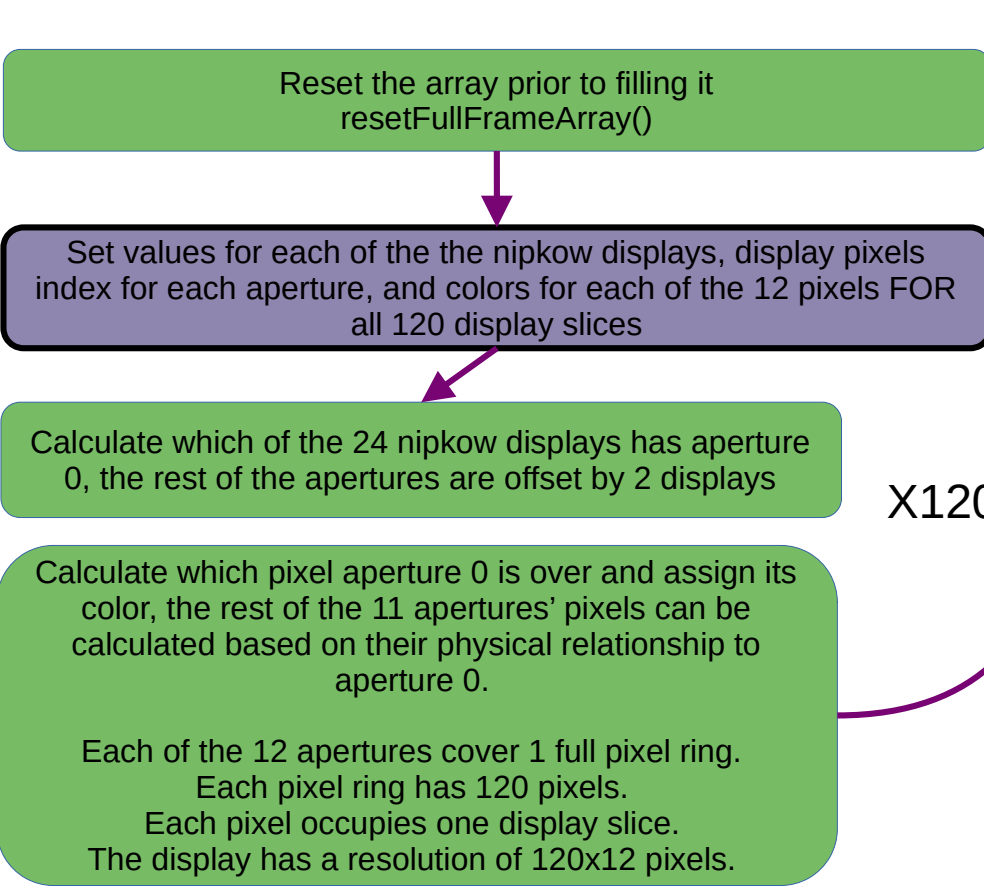 Reset the array prior to filling it
resetFullFrameArray()
Set values for each of the the nipkow displays, display pixels
index for each aperture, and colors for each of the 12 pixels FOR
all 120 display slices
Calculate which of the 24 nipkow displays has aperture
0, the rest of the apertures are offset by 2 displays
X120
Calculate which pixel aperture 0 is over and assign its
color, the rest of the 11 apertures’ pixels can be
calculated based on their physical relationship to
aperture 0.
Each of the 12 apertures cover 1 full pixel ring.
Each pixel ring has 120 pixels.
Each pixel occupies one display slice.
The display has a resolution of 120x12 pixels.